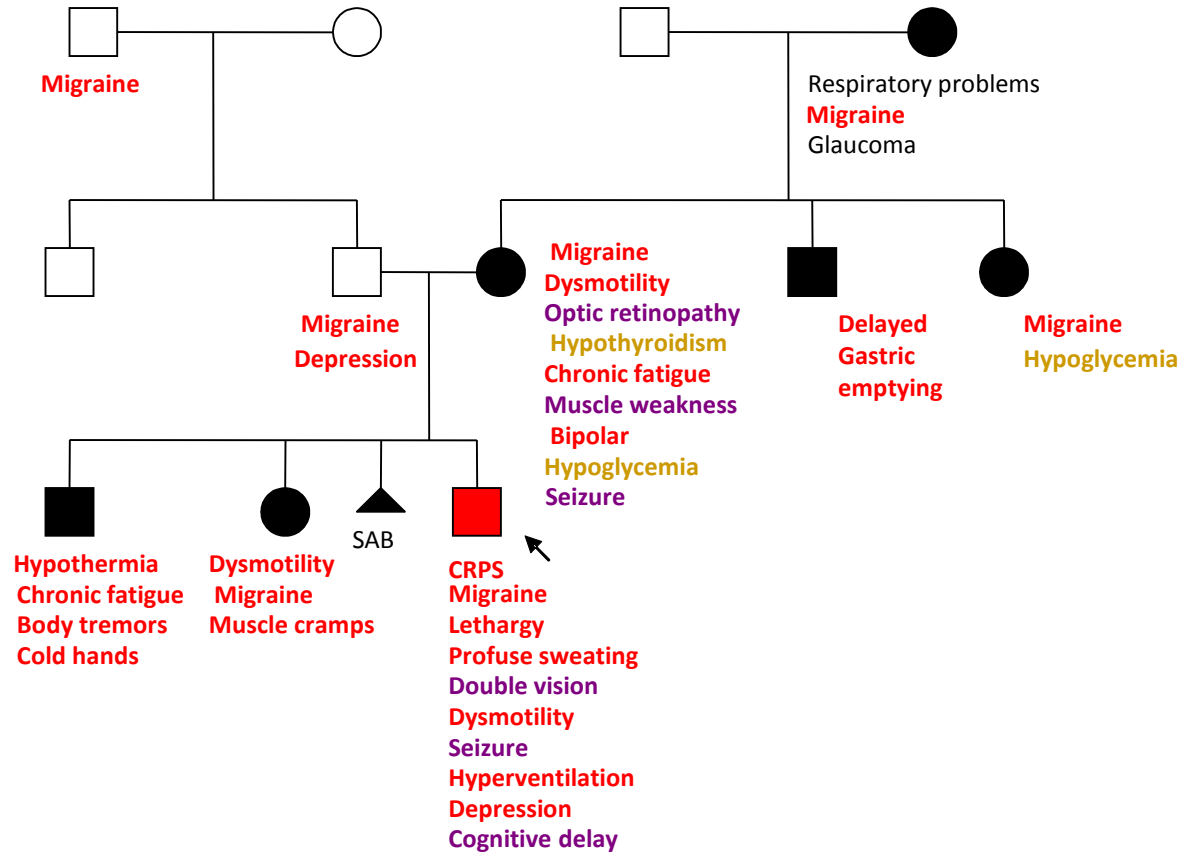 Migraine
Respiratory problems
Migraine
Glaucoma
Migraine
Depression
Migraine
Dysmotility
Optic retinopathy
Hypothyroidism
Chronic fatigue
Muscle weakness
Bipolar
Hypoglycemia
Seizure
Delayed
Gastric
emptying
Migraine
Hypoglycemia
Hypothermia
Chronic fatigue
Body tremors
Cold hands
Dysmotility
Migraine
Muscle cramps
SAB
CRPS
Migraine
Lethargy
Profuse sweating
Double vision
Dysmotility
Seizure
Hyperventilation
Depression
Cognitive delay